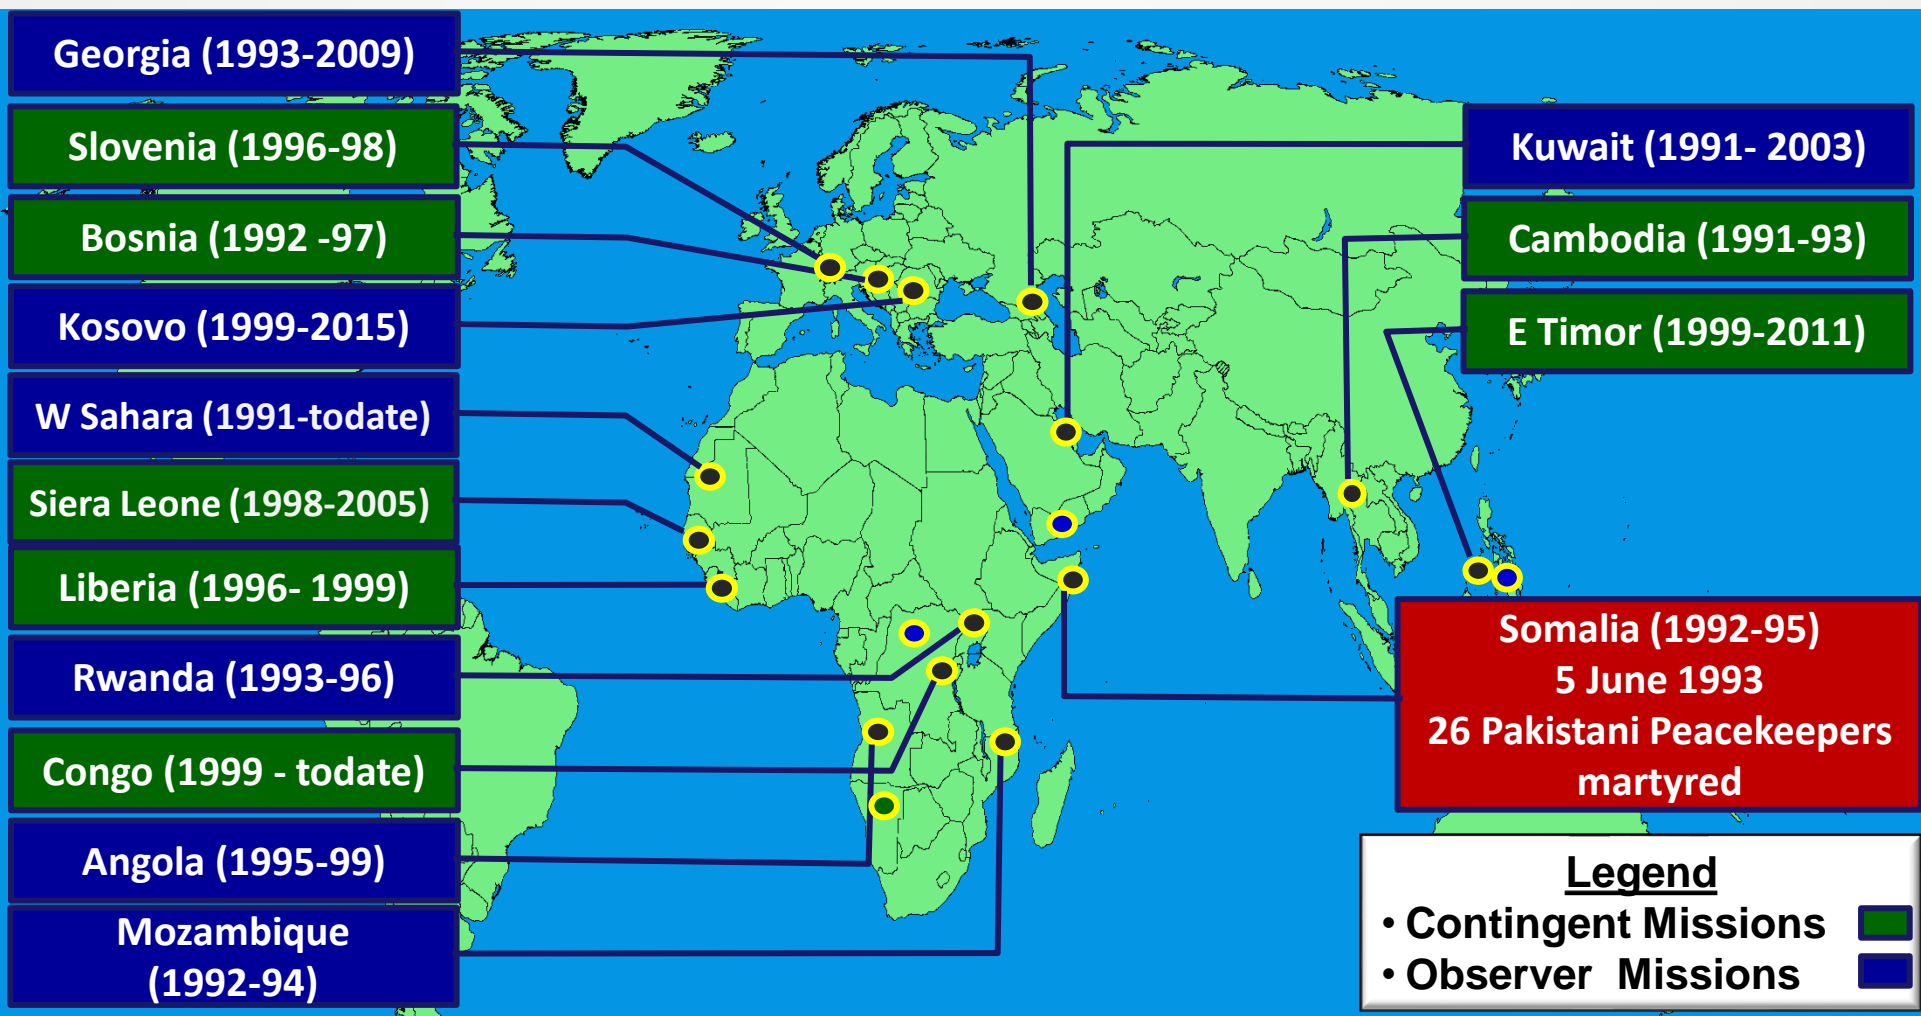 Georgia (1993-2009)
Slovenia (1996-98)
Bosnia (1992 -97)
Kosovo (1999-2015)
W Sahara (1991-todate)
Siera Leone (1998-2005)
Liberia (1996- 1999)
Rwanda (1993-96)
Congo (1999 - todate)
Angola (1995-99)
Mozambique
(1992-94)
Kuwait (1991- 2003)
Cambodia (1991-93)
E Timor (1999-2011)
Somalia (1992-95)
5 June 1993
26 Pakistani Peacekeepers
martyred
Legend
• Contingent Missions
• Observer Missions